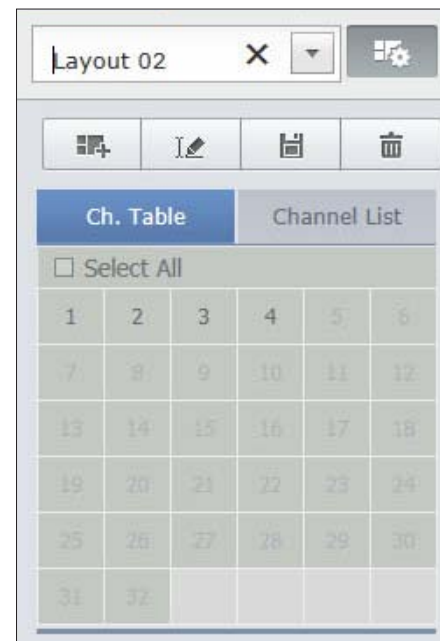 Layout 02
Ch. Table Channel List
Select All
1 2 3 4 5 6
7 8 9 10 11 12
13 14 15 16 17 18
19 20 21 22 23 24
25 26 27 28 29 30
31 32